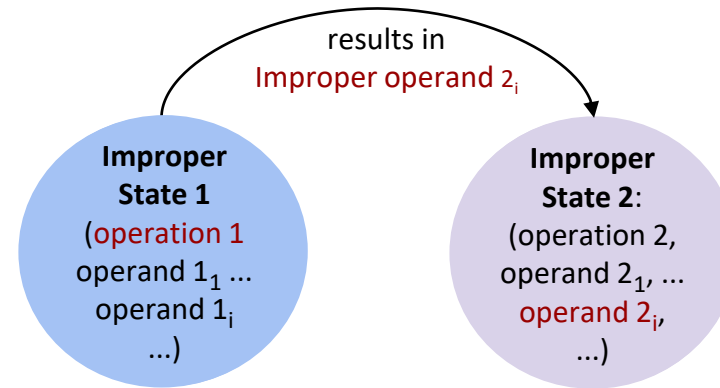 results in
Improper operand 2ᵢ
Improper
State 1
(operation 1
operand 1₁ ...
operand 1ᵢ
...)
Improper
State 2:
(operation 2,
operand 2₁, ...
operand 2ᵢ,
...)